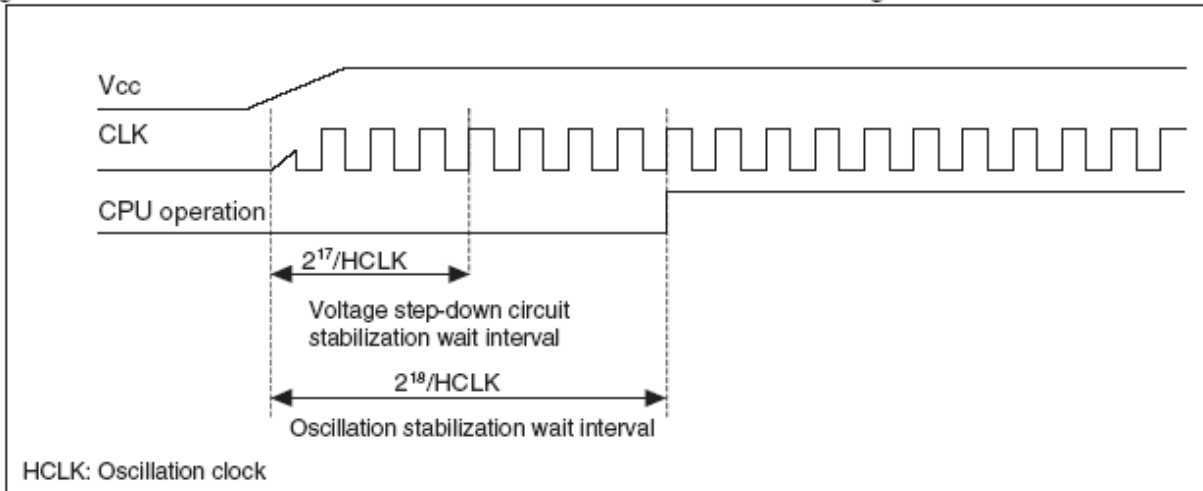 Vcc
CLK
CPU operation
2¹⁷/HCLK
Voltage step-down circuit
stabilization wait interval
2¹⁸/HCLK
Oscillation stabilization wait interval
HCLK: Oscillation clock